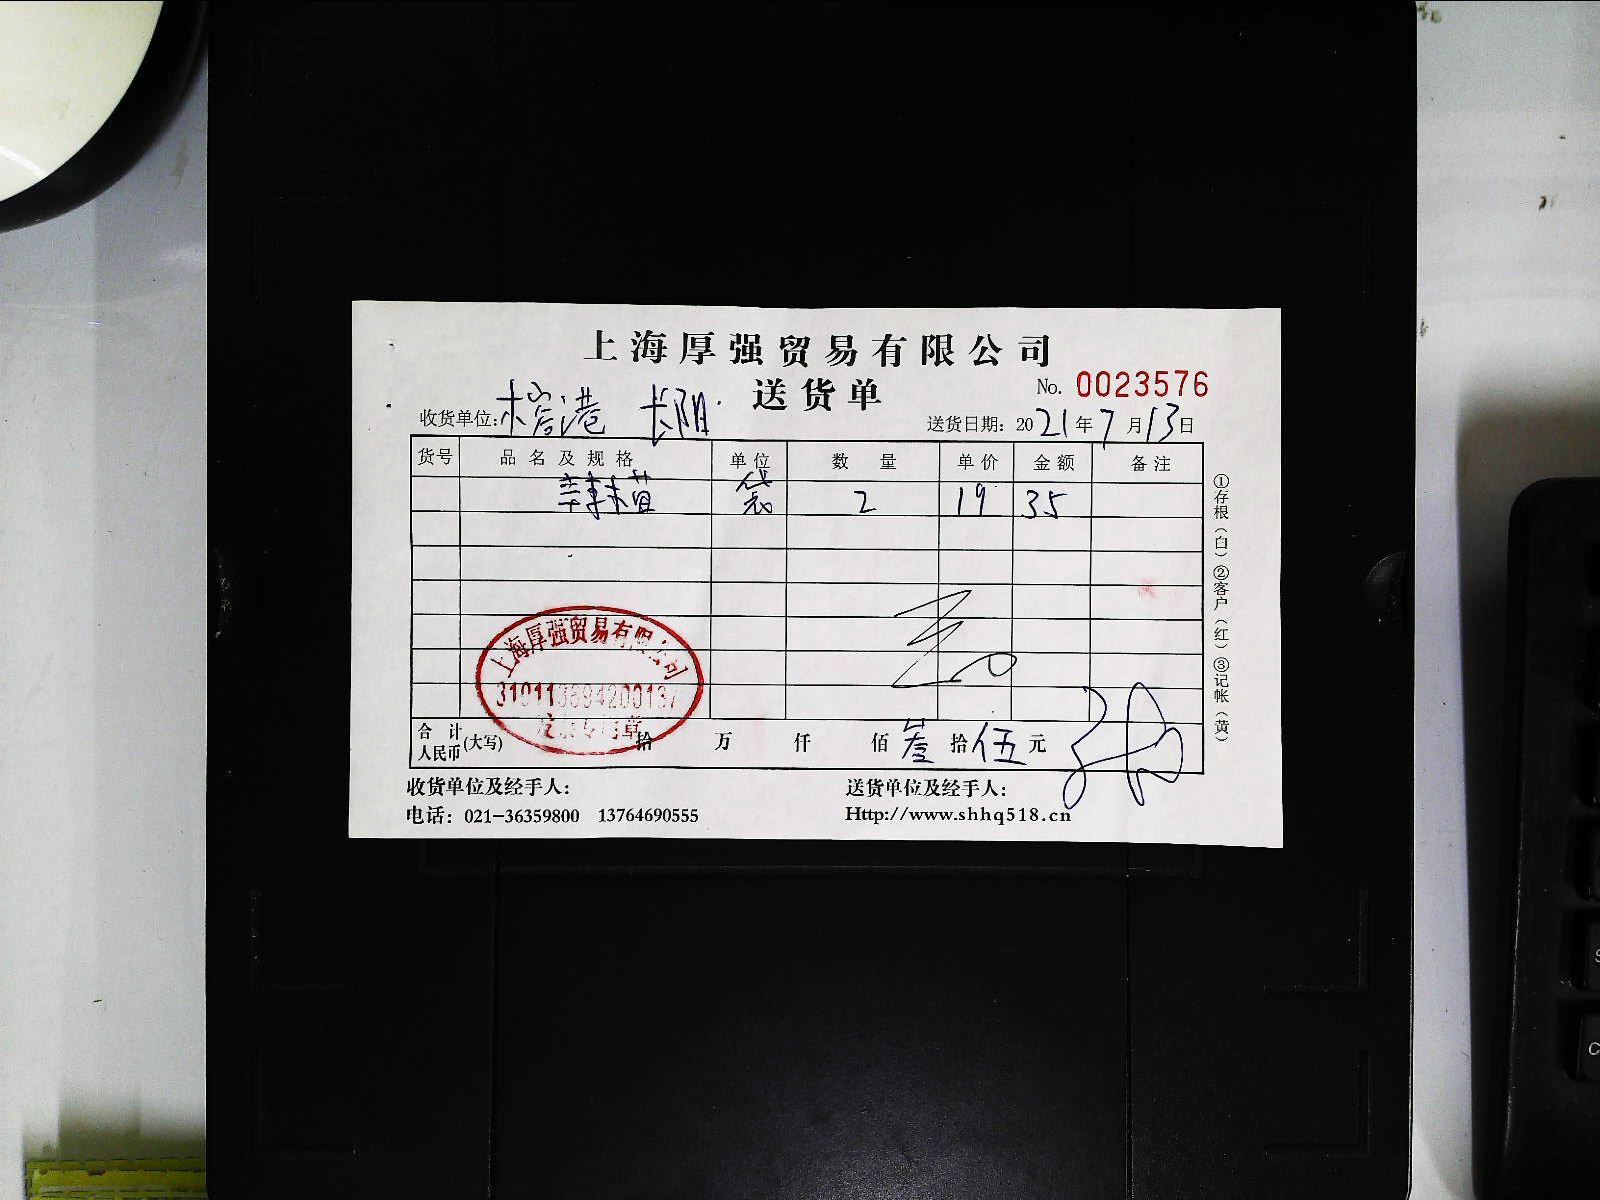 上海厚强贸易有限公司
送货单
No. 0023576
收货单位:榕港 长阳
送货日期: 2021年7月13日
货号 品名及规格 单位 数量 单价 金额 备注
袋 2 19 35
上海厚强贸易有限公司
合计人民币(大写) 拾 万 仟 佰 叁拾伍元
收货单位及经手人:
送货单位及经手人:
电话: 021-36359800 13764690555
Http://www.shhq518.cn
①存根(白)②客户(红)③记帐(黄)